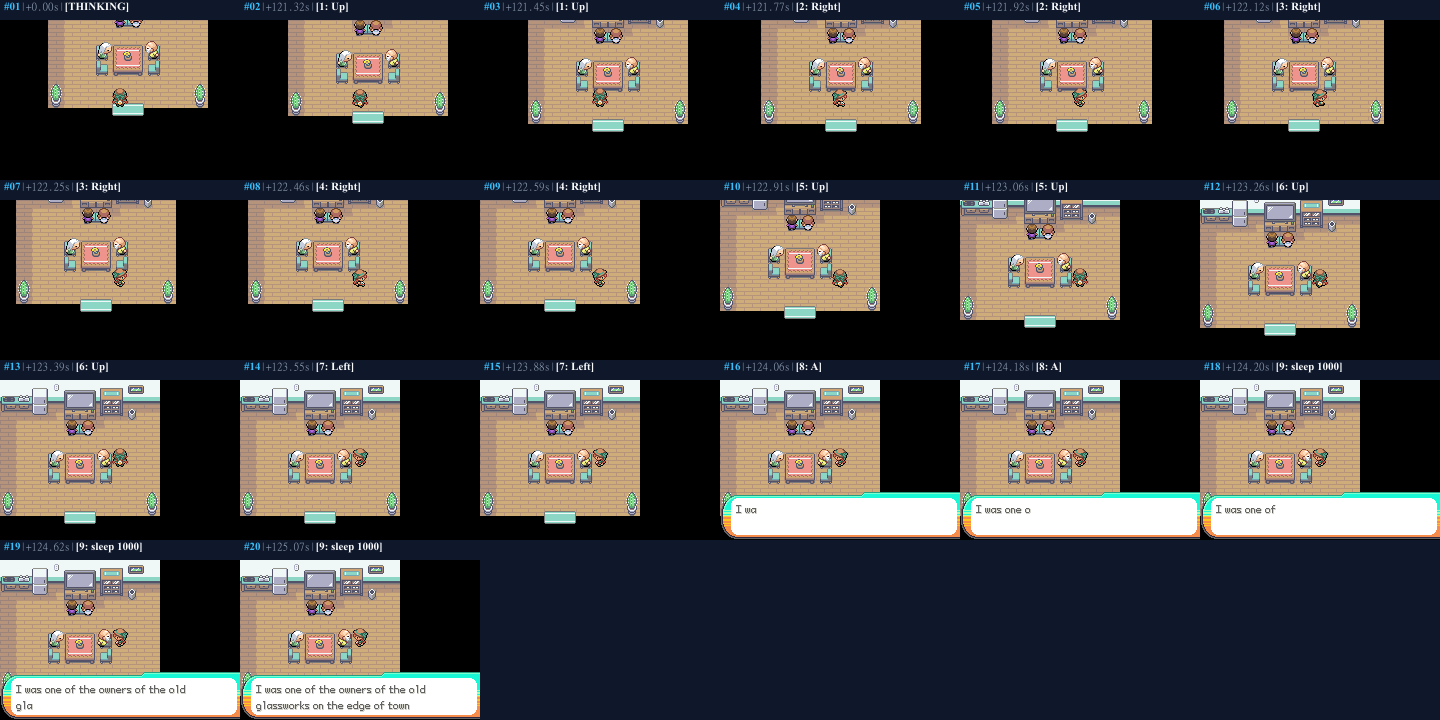 #01|+0.00s|[THINKING]
#02|+121.32s|[1: Up]
#03|+121.45s|[1: Up]
#04|+121.77s|[2: Right]
#05|+121.92s|[2: Right]
#06|+122.12s|[3: Right]
#07|+122.25s|[3: Right]
#08|+122.46s|[4: Right]
#09|+122.59s|[4: Right]
#10|+122.91s|[5: Up]
#11|+123.06s|[5: Up]
#12|+123.26s|[6: Up]
#13|+123.39s|[6: Up]
#14|+123.55s|[7: Left]
#15|+123.88s|[7: Left]
#16|+124.06s|[8: A]
#17|+124.18s|[8: A]
#18|+124.20s|[9: sleep 1000]
I wa
I was one o
I was one of
#19|+124.62s|[9: sleep 1000]
#20|+125.07s|[9: sleep 1000]
I was one of the owners of the old
gla
I was one of the owners of the old
glassworks on the edge of town